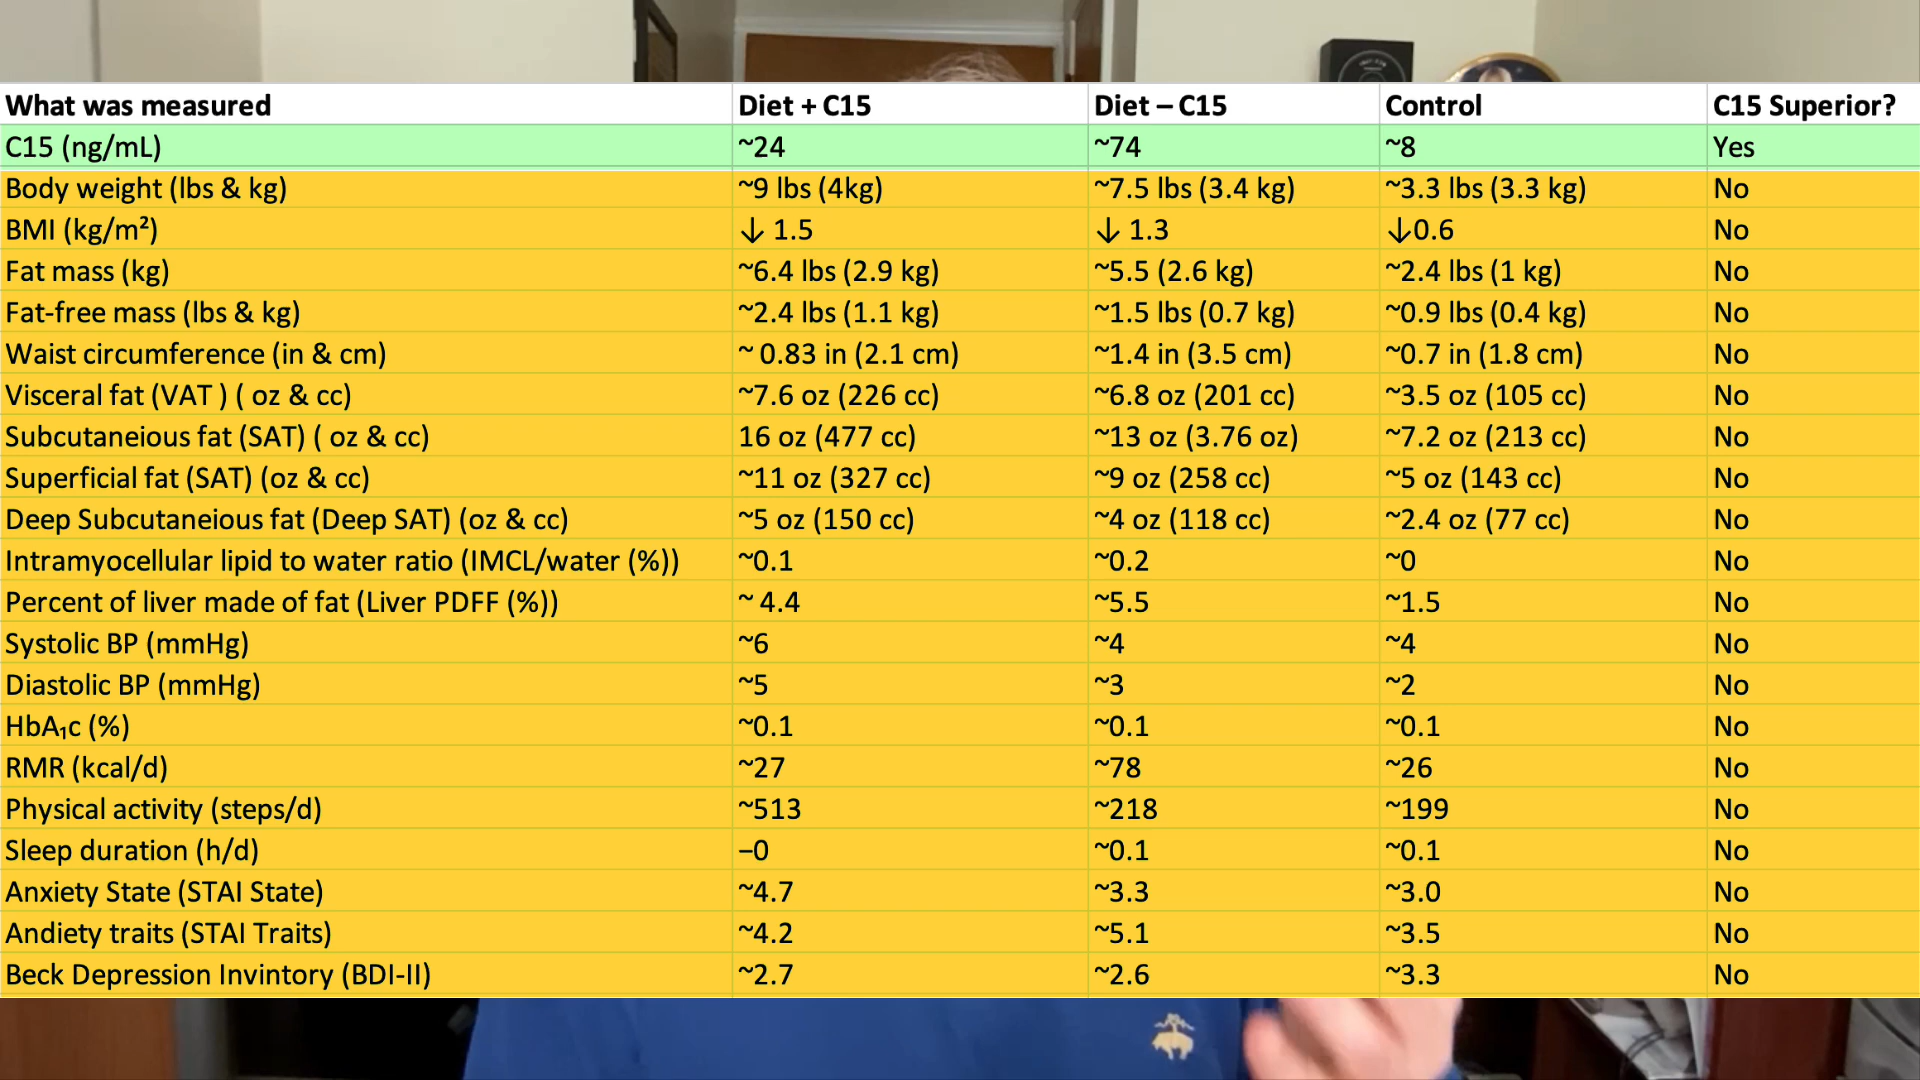 What was measured Diet + C15 Diet – C15 Control C15 Superior?
C15 (ng/mL) ~24 ~74 ~8 Yes
Body weight (lbs & kg) ~9 lbs (4kg) ~7.5 lbs (3.4 kg) ~3.3 lbs (3.3 kg) No
BMI (kg/m²) ↓ 1.5 ↓ 1.3 ↓0.6 No
Fat mass (kg) ~6.4 lbs (2.9 kg) ~5.5 (2.6 kg) ~2.4 lbs (1 kg) No
Fat-free mass (lbs & kg) ~2.4 lbs (1.1 kg) ~1.5 lbs (0.7 kg) ~0.9 lbs (0.4 kg) No
Waist circumference (in & cm) ~ 0.83 in (2.1 cm) ~1.4 in (3.5 cm) ~0.7 in (1.8 cm) No
Visceral fat (VAT ) ( oz & cc) ~7.6 oz (226 cc) ~6.8 oz (201 cc) ~3.5 oz (105 cc) No
Subcutaneious fat (SAT) ( oz & cc) 16 oz (477 cc) ~13 oz (3.76 oz) ~7.2 oz (213 cc) No
Superficial fat (SAT) (oz & cc) ~11 oz (327 cc) ~9 oz (258 cc) ~5 oz (143 cc) No
Deep Subcutaneious fat (Deep SAT) (oz & cc) ~5 oz (150 cc) ~4 oz (118 cc) ~2.4 oz (77 cc) No
Intramyocellular lipid to water ratio (IMCL/water (%)) ~0.1 ~0.2 ~0 No
Percent of liver made of fat (Liver PDFF (%)) ~ 4.4 ~5.5 ~1.5 No
Systolic BP (mmHg) ~6 ~4 ~4 No
Diastolic BP (mmHg) ~5 ~3 ~2 No
HbA₁c (%) ~0.1 ~0.1 ~0.1 No
RMR (kcal/d) ~27 ~78 ~26 No
Physical activity (steps/d) ~513 ~218 ~199 No
Sleep duration (h/d) −0 ~0.1 ~0.1 No
Anxiety State (STAI State) ~4.7 ~3.3 ~3.0 No
Andiety traits (STAI Traits) ~4.2 ~5.1 ~3.5 No
Beck Depression Invintory (BDI-II) ~2.7 ~2.6 ~3.3 No